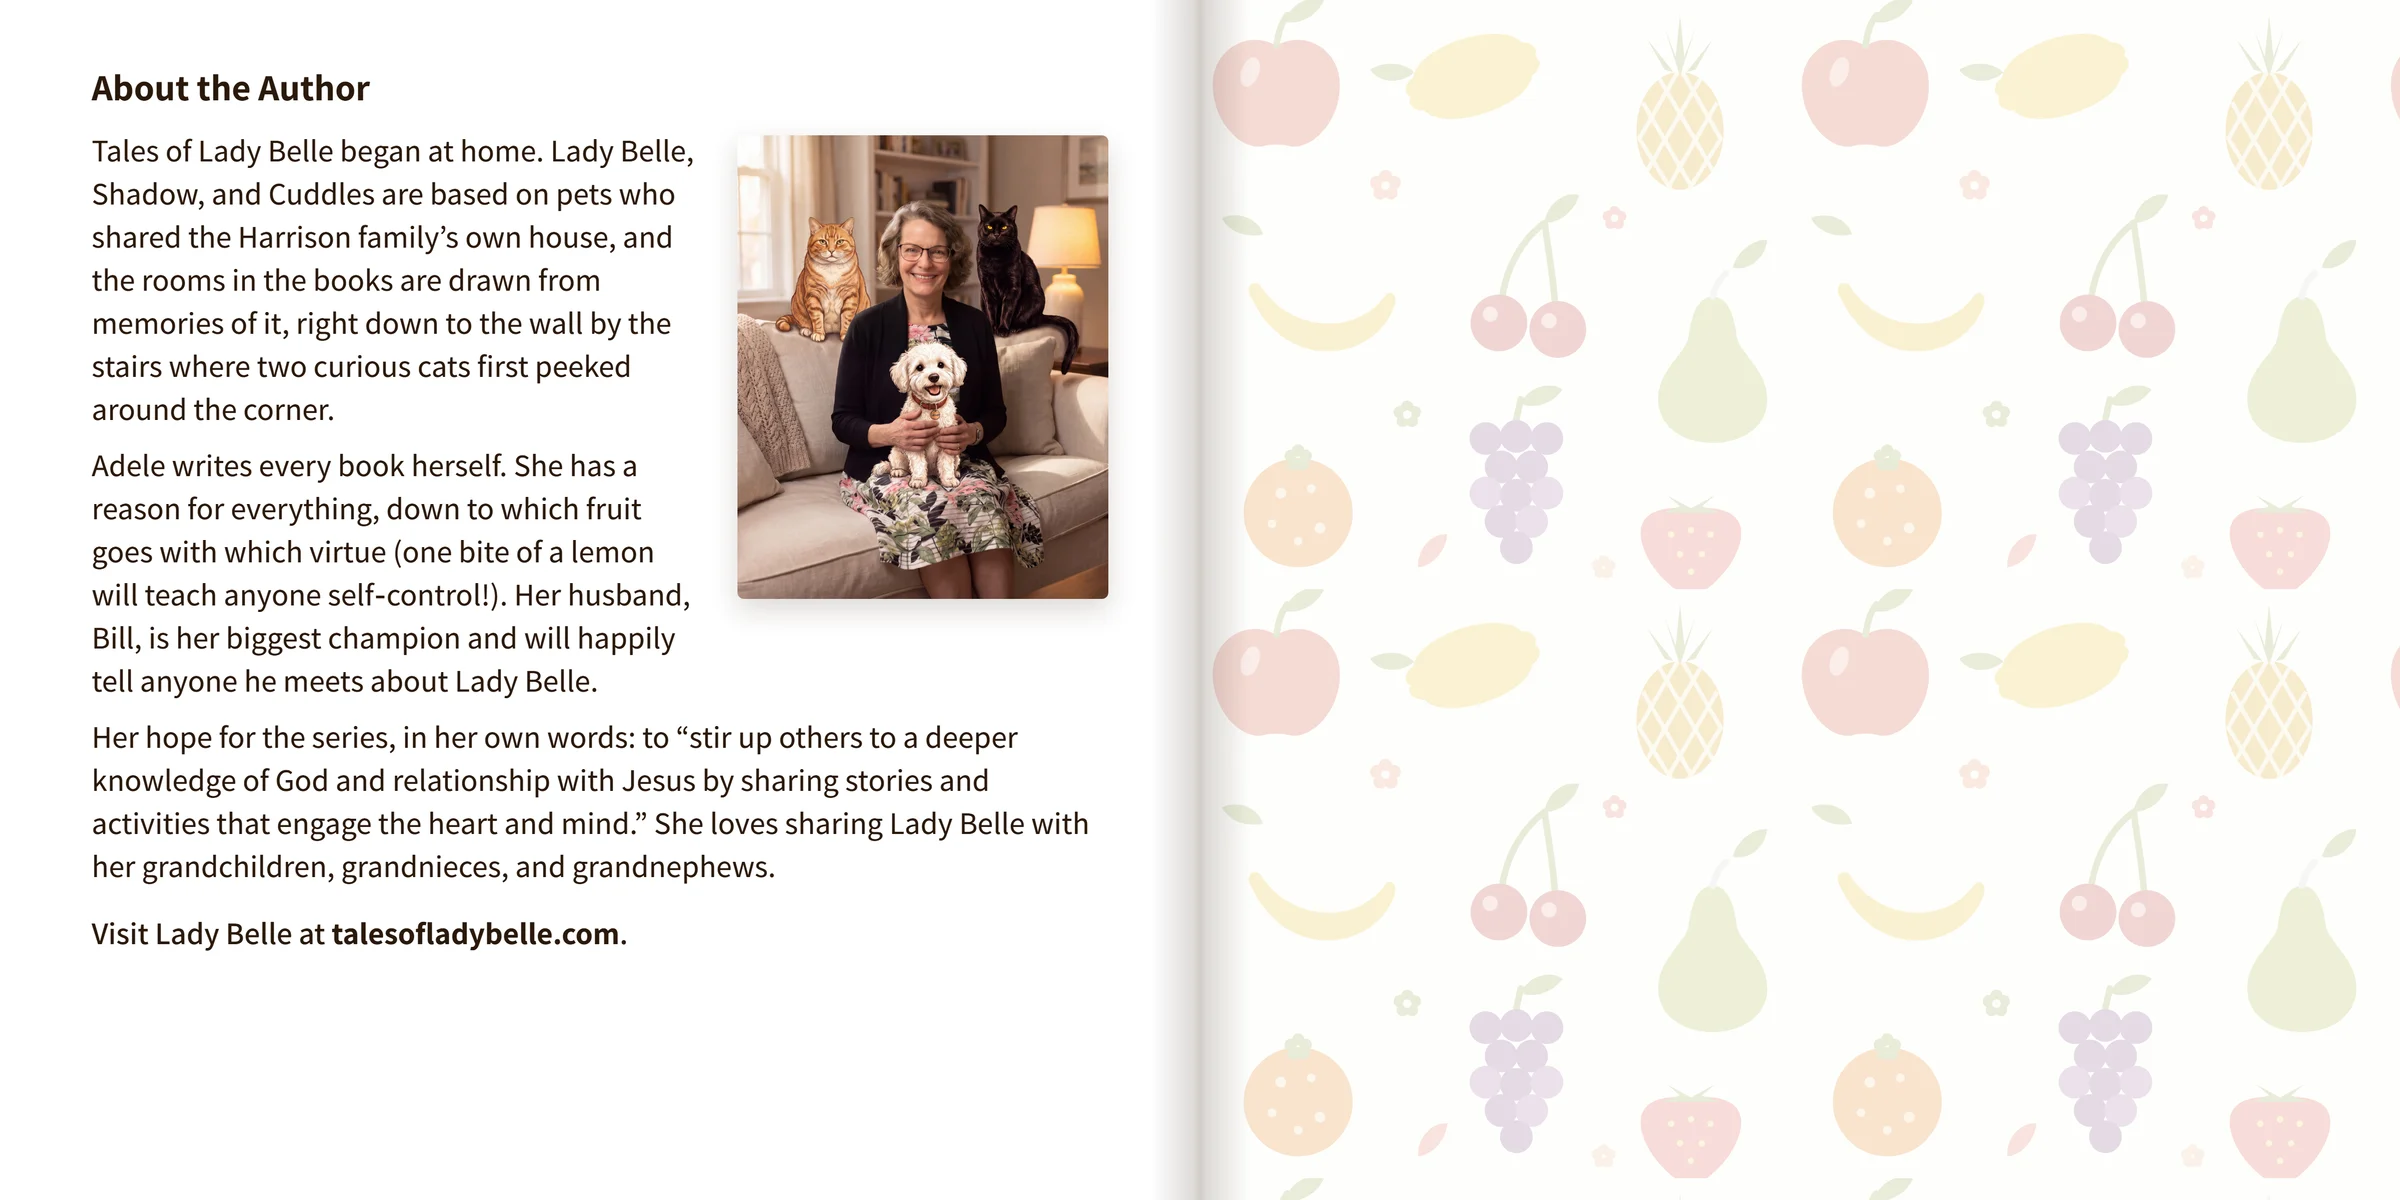 About the Author
Tales of Lady Belle began at home. Lady Belle,
Shadow, and Cuddles are based on pets who
shared the Harrison family’s own house, and
the rooms in the books are drawn from
memories of it, right down to the wall by the
stairs where two curious cats first peeked
around the corner.
Adele writes every book herself. She has a
reason for everything, down to which fruit
goes with which virtue (one bite of a lemon
will teach anyone self-control!). Her husband,
Bill, is her biggest champion and will happily
tell anyone he meets about Lady Belle.
Her hope for the series, in her own words: to “stir up others to a deeper
knowledge of God and relationship with Jesus by sharing stories and
activities that engage the heart and mind.” She loves sharing Lady Belle with
her grandchildren, grandnieces, and grandnephews.
Visit Lady Belle at talesofladybelle.com.